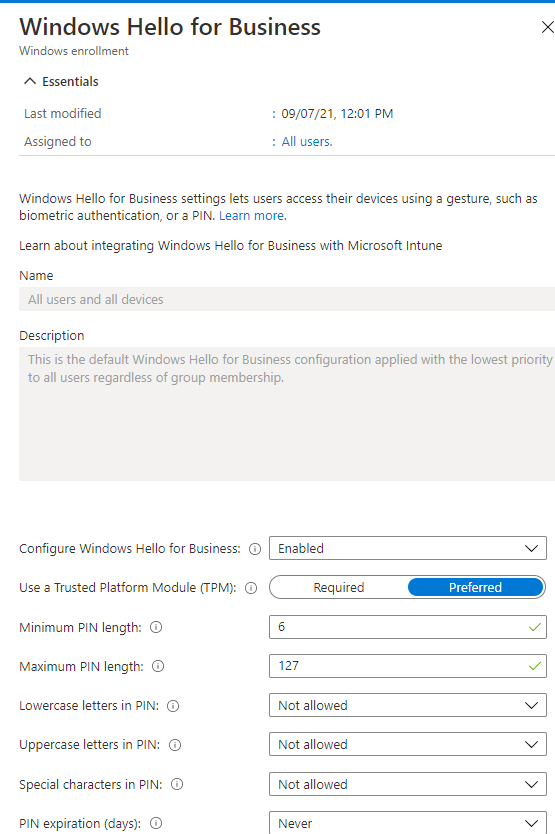 Windows Hello for Business
Windows enrollment
Essentials
Last modified : 09/07/21, 12:01 PM
Assigned to : All users.
Windows Hello for Business settings lets users access their devices using a gesture, such as
biometric authentication, or a PIN. Learn more.
Learn about integrating Windows Hello for Business with Microsoft Intune
Name
All users and all devices
Description
This is the default Windows Hello for Business configuration applied with the lowest priority
to all users regardless of group membership.
Configure Windows Hello for Business: Enabled
Use a Trusted Platform Module (TPM): Required Preferred
Minimum PIN length: 6
Maximum PIN length: 127
Lowercase letters in PIN: Not allowed
Uppercase letters in PIN: Not allowed
Special characters in PIN: Not allowed
PIN expiration (days): Never